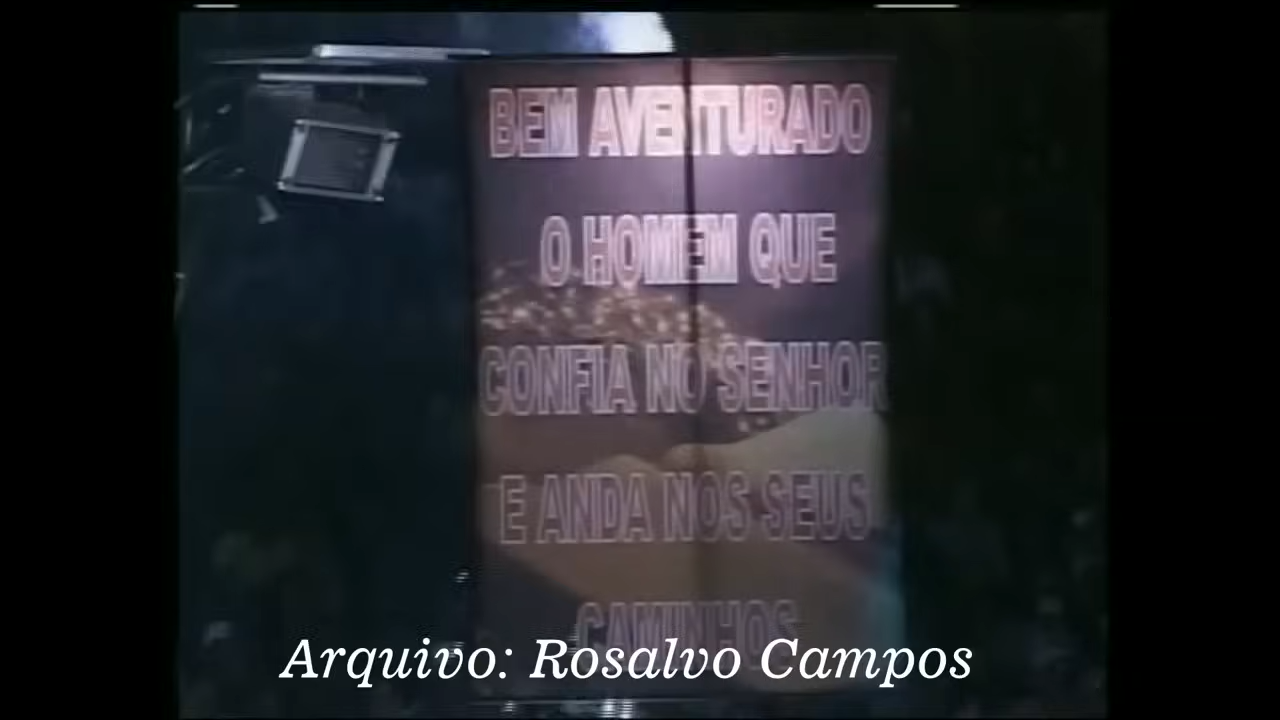 BEM AVENTURADO
O HOMEM QUE
CONFIA NO SENHOR
E ANDA NOS SEUS
CAMINHOS
Arquivo: Rosalvo Campos